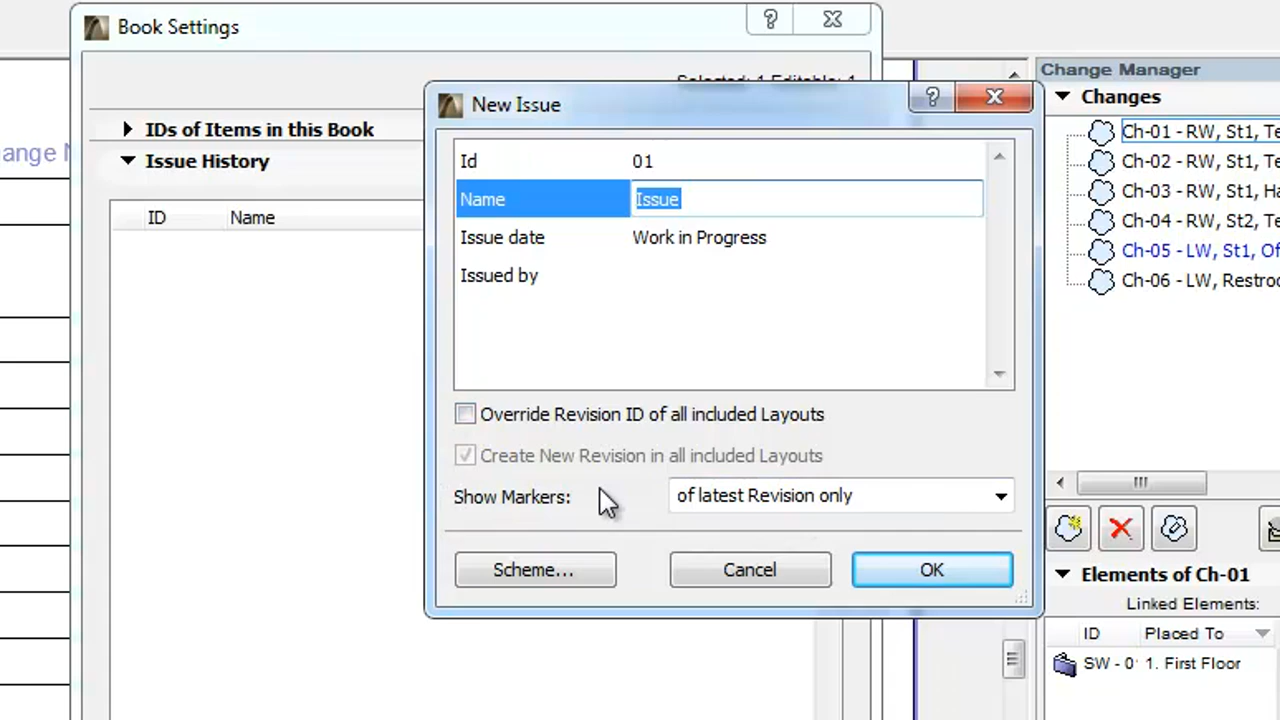 Book Settings
Change Manager
Changes
New Issue
IDs of Items in this Book
Issue History
ID Name
Id 01
Name Issue
Issue date Work in Progress
Issued by
Override Revision ID of all included Layouts
Create New Revision in all included Layouts
Show Markers: of latest Revision only
Scheme... Cancel OK
Ch-01 - RW, St1, Te
Ch-02 - RW, St1, Te
Ch-03 - RW, St1, Ha
Ch-04 - RW, St2, Te
Ch-05 - LW, St1, Of
Ch-06 - LW, Restroo
Elements of Ch-01
Linked Elements:
ID Placed To
SW - 0 1. First Floor